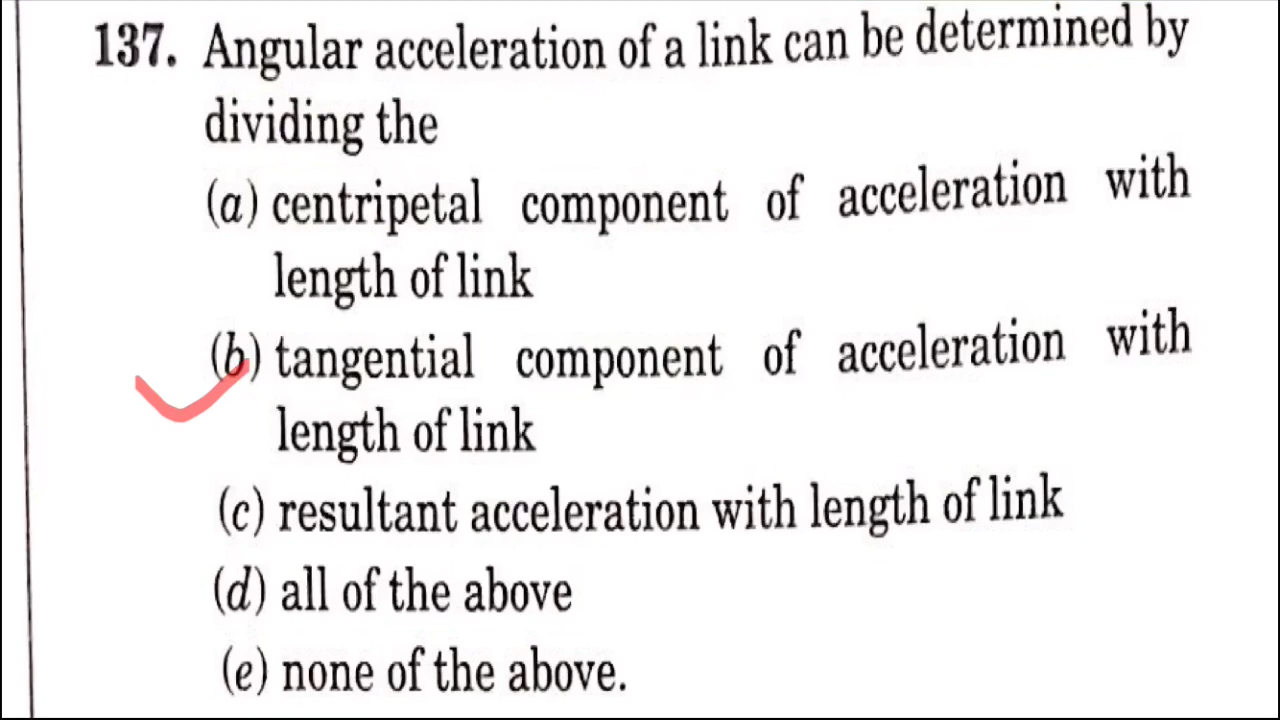 137. Angular acceleration of a link can be determined by
dividing the
(a) centripetal component of acceleration with
length of link
(b) tangential component of acceleration with
length of link
(c) resultant acceleration with length of link
(d) all of the above
(e) none of the above.